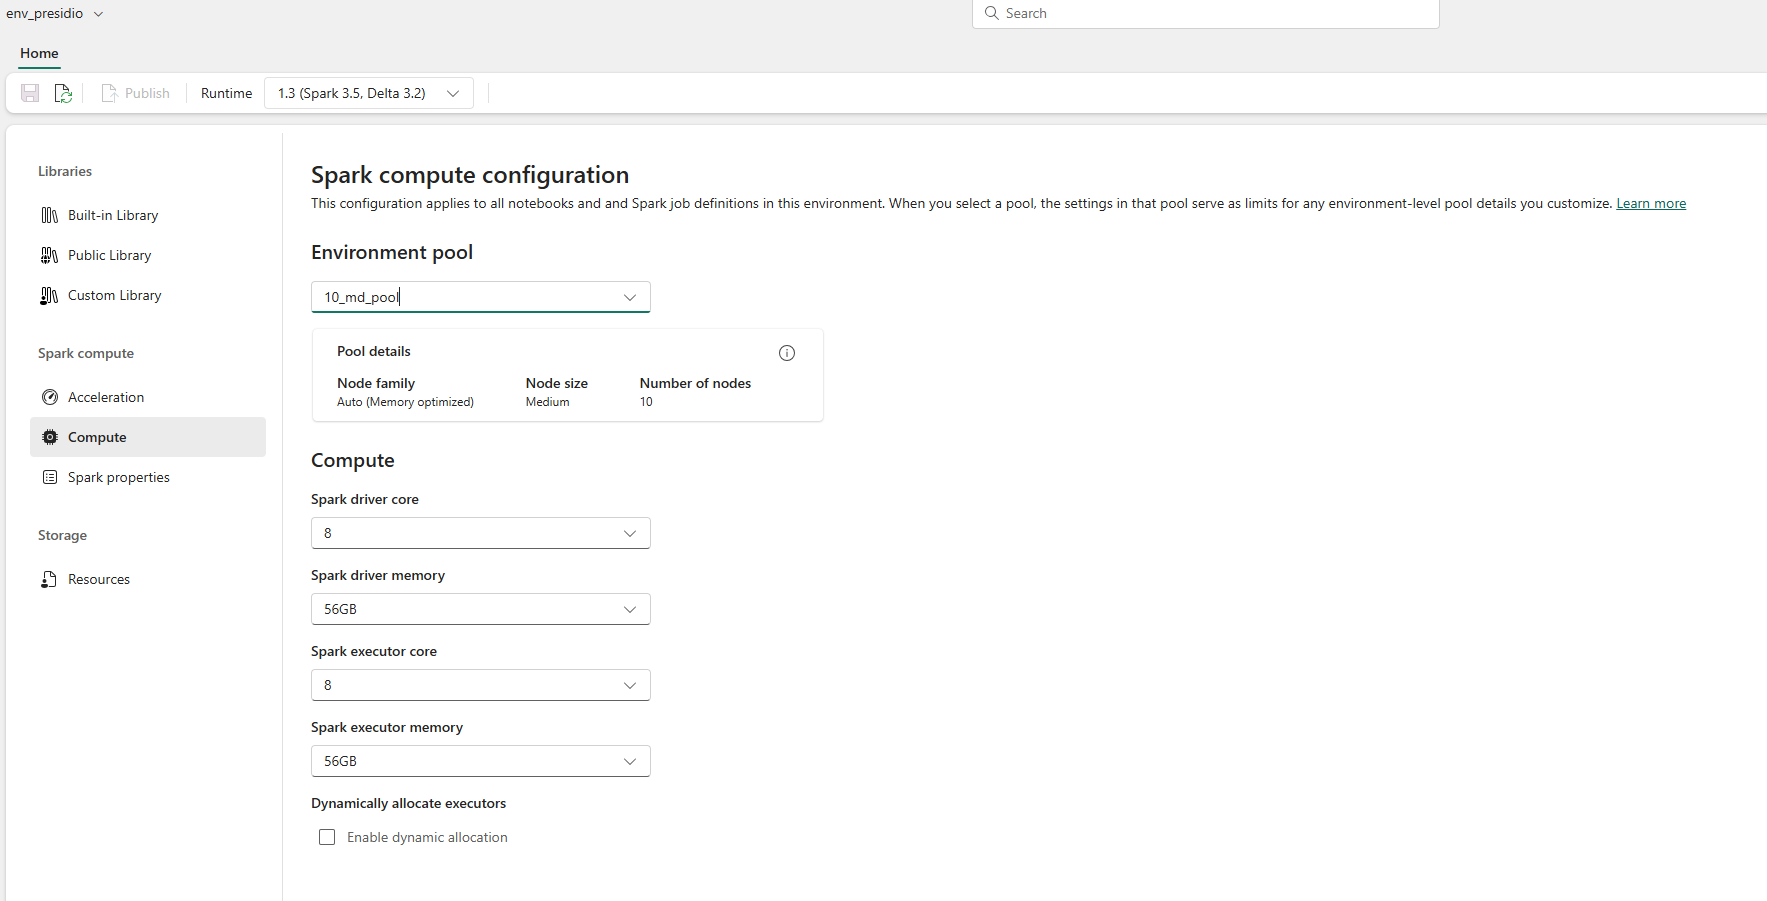 env_presidio
Search
Home
Publish
Runtime
1.3 (Spark 3.5, Delta 3.2)
Libraries
Built-in Library
Public Library
Custom Library
Spark compute
Acceleration
Compute
Spark properties
Storage
Resources
Spark compute configuration
This configuration applies to all notebooks and and Spark job definitions in this environment. When you select a pool, the settings in that pool serve as limits for any environment-level pool details you customize. Learn more
Environment pool
10_md_pool
Pool details
Node family Node size Number of nodes
Auto (Memory optimized) Medium 10
Compute
Spark driver core
8
Spark driver memory
56GB
Spark executor core
8
Spark executor memory
56GB
Dynamically allocate executors
Enable dynamic allocation